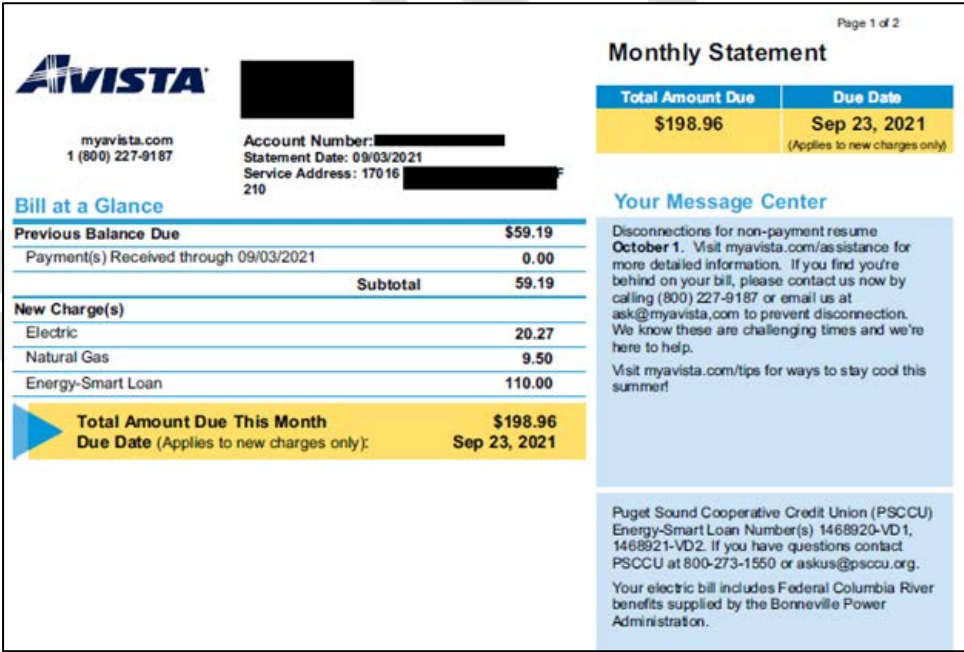 Page 1 of 2
AVISTA
myavista.com
1 (800) 227-9187
Account Number:
Statement Date: 09/03/2021
Service Address: 17016 F
210
Monthly Statement
Total Amount Due Due Date
$198.96 Sep 23, 2021
(Applies to new charges only)
Bill at a Glance
Previous Balance Due $59.19
Payment(s) Received through 09/03/2021 0.00
Subtotal 59.19
New Charge(s)
Electric 20.27
Natural Gas 9.50
Energy-Smart Loan 110.00
Total Amount Due This Month $198.96
Due Date (Applies to new charges only): Sep 23, 2021
Your Message Center
Disconnections for non-payment resume
October 1. Visit myavista.com/assistance for
more detailed information. If you find you're
behind on your bill, please contact us now by
calling (800) 227-9187 or email us at
ask@myavista,com to prevent disconnection.
We know these are challenging times and we're
here to help.
Visit myavista.com/tips for ways to stay cool this
summer!
Puget Sound Cooperative Credit Union (PSCCU)
Energy-Smart Loan Number(s) 1468920-VD1,
1468921-VD2. If you have questions contact
PSCCU at 800-273-1550 or askus@psccu.org.
Your electric bill includes Federal Columbia River
benefits supplied by the Bonneville Power
Administration.